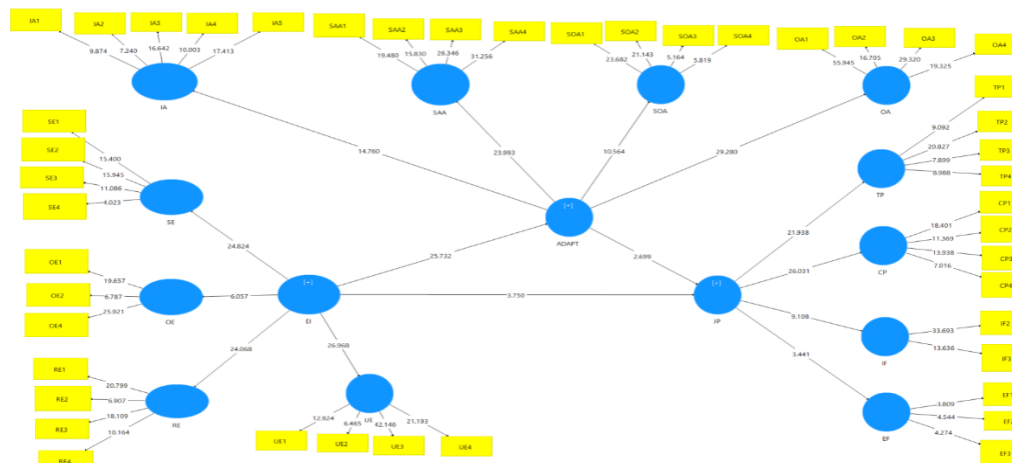 IA1
IA2
IA3
IA4
IA5
SAA1
SAA2
SAA3
SAA4
SOA1
SOA2
SOA3
SOA4
OA1
OA2
OA3
OA4
9.874
7.240
16.642
10.003
17.413
19.480
15.830
26.346
31.256
23.682
21.143
5.164
5.819
55.945
16.705
29.320
19.325
IA
SAA
SOA
OA
TP1
TP2
TP3
TP4
9.092
20.827
7.899
8.988
TP
SE1
SE2
SE3
SE4
15.400
15.945
11.086
4.023
SE
14.760
23.993
10.564
29.280
[+]
ADAPT
24.824
25.732
2.699
21.938
CP1
CP2
CP3
CP4
18.401
11.369
13.938
7.016
CP
26.031
OE1
OE2
OE4
19.657
6.787
25.921
OE
6.057
[+]
EI
3.750
[+]
JP
9.108
IF2
IF3
33.693
13.636
IF
24.068
26.968
3.441
RE1
RE2
RE3
RE4
20.799
6.907
18.109
10.164
RE
UE
12.924
6.465
42.146
21.193
UE1
UE2
UE3
UE4
EF1
EF2
EF3
3.809
4.544
4.274
EF